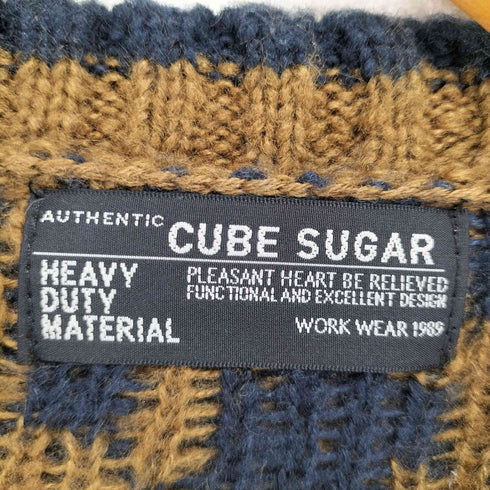 AUTHENTIC CUBE SUGAR
HEAVY DUTY MATERIAL
PLEASANT HEART BE RELIEVED
FUNCTIONAL AND EXCELLENT DESIGN
WORK WEAR 1989